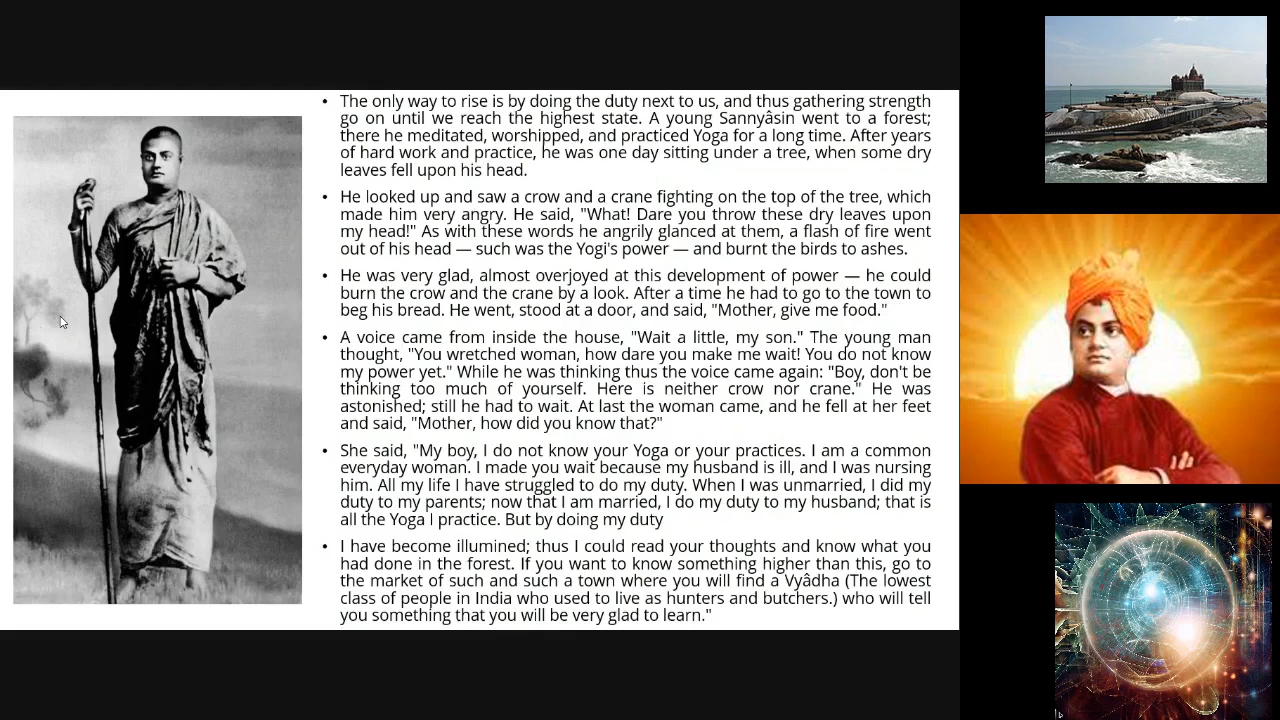 • The only way to rise is by doing the duty next to us, and thus gathering strength
go on until we reach the highest state. A young Sannyâsin went to a forest;
there he meditated, worshipped, and practiced Yoga for a long time. After years
of hard work and practice, he was one day sitting under a tree, when some dry
leaves fell upon his head.
• He looked up and saw a crow and a crane fighting on the top of the tree, which
made him very angry. He said, "What! Dare you throw these dry leaves upon
my head!" As with these words he angrily glanced at them, a flash of fire went
out of his head — such was the Yogi's power — and burnt the birds to ashes.
• He was very glad, almost overjoyed at this development of power — he could
burn the crow and the crane by a look. After a time he had to go to the town to
beg his bread. He went, stood at a door, and said, "Mother, give me food."
• A voice came from inside the house, "Wait a little, my son." The young man
thought, "You wretched woman, how dare you make me wait! You do not know
my power yet." While he was thinking thus the voice came again: "Boy, don't be
thinking too much of yourself. Here is neither crow nor crane." He was
astonished; still he had to wait. At last the woman came, and he fell at her feet
and said, "Mother, how did you know that?"
• She said, "My boy, I do not know your Yoga or your practices. I am a common
everyday woman. I made you wait because my husband is ill, and I was nursing
him. All my life I have struggled to do my duty. When I was unmarried, I did my
duty to my parents; now that I am married, I do my duty to my husband; that is
all the Yoga I practice. But by doing my duty
• I have become illumined; thus I could read your thoughts and know what you
had done in the forest. If you want to know something higher than this, go to
the market of such and such a town where you will find a Vyâdha (The lowest
class of people in India who used to live as hunters and butchers.) who will tell
you something that you will be very glad to learn."